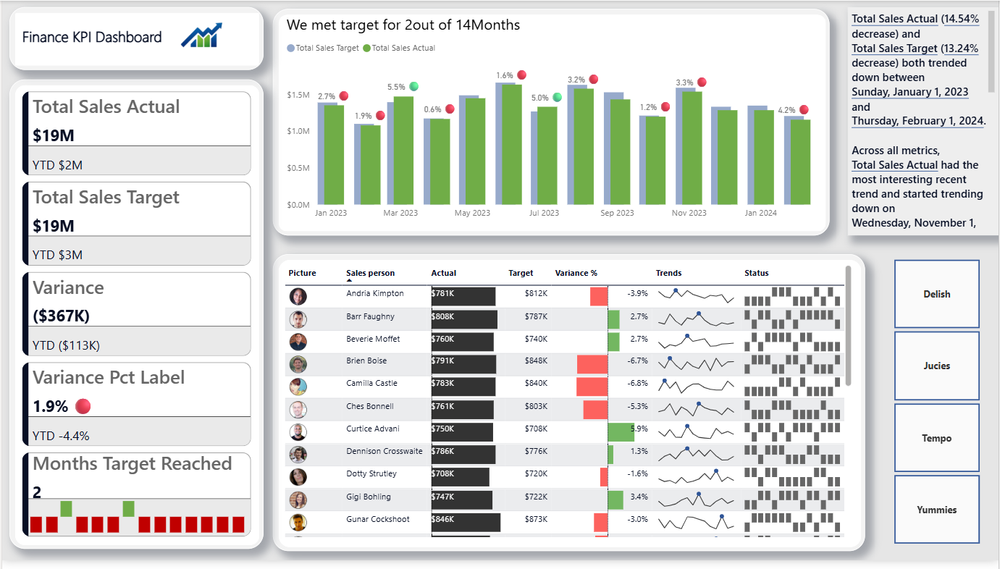 Finance KPI Dashboard
Total Sales Actual
$19M
YTD $2M
Total Sales Target
$19M
YTD $3M
Variance
($367K)
YTD ($113K)
Variance Pct Label
1.9%
YTD -4.4%
Months Target Reached
2
We met target for 2out of 14Months
Total Sales Target Total Sales Actual
$1.5M
$1.0M
$0.5M
$0.0M
2.7% 1.9% 5.5% 0.6% 1.6% 5.0% 3.2% 1.2% 3.3% 4.2%
Jan 2023 Mar 2023 May 2023 Jul 2023 Sep 2023 Nov 2023 Jan 2024
Total Sales Actual (14.54%
decrease) and
Total Sales Target (13.24%
decrease) both trended
down between
Sunday, January 1, 2023
and
Thursday, February 1, 2024.
Across all metrics,
Total Sales Actual had the
most interesting recent
trend and started trending
down on
Wednesday, November 1,
Picture Sales person Actual Target Variance % Trends Status
Andria Kimpton $781K $812K -3.9%
Barr Faughny $808K $787K 2.7%
Beverie Moffet $760K $740K 2.7%
Brien Boise $791K $848K -6.7%
Camilla Castle $783K $840K -6.8%
Ches Bonnell $761K $803K -5.3%
Curtice Advani $750K $708K 5.9%
Dennison Crosswaite $786K $776K 1.3%
Dotty Strutley $708K $720K -1.6%
Gigi Bohling $747K $722K 3.4%
Gunar Cockshoot $846K $873K -3.0%
Delish
Jucies
Tempo
Yummies